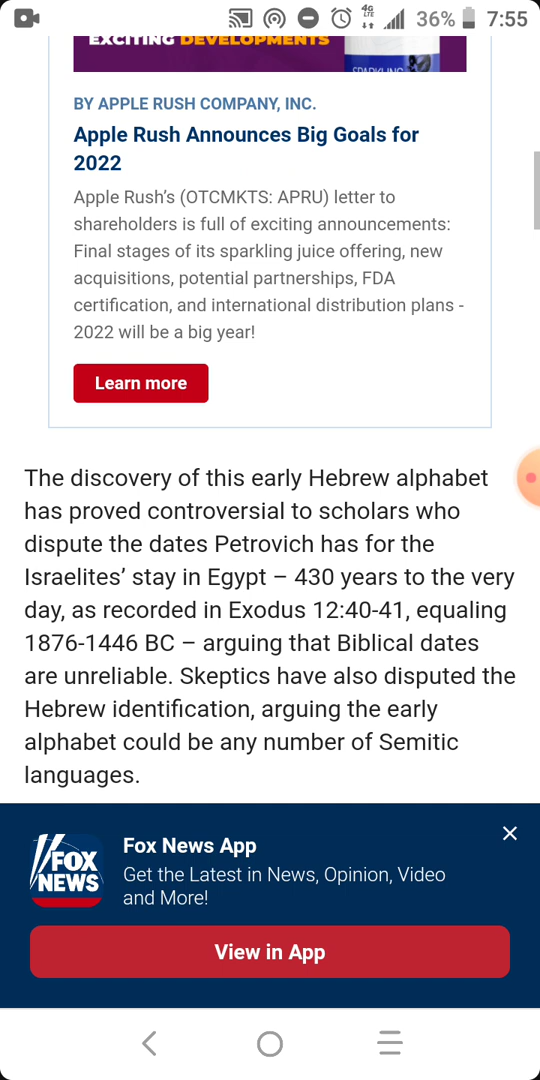 4G
LTE
36%
7:55
EXCITING DEVELOPMENTS
SPARKLING
BY APPLE RUSH COMPANY, INC.
Apple Rush Announces Big Goals for
2022
Apple Rush’s (OTCMKTS: APRU) letter to
shareholders is full of exciting announcements:
Final stages of its sparkling juice offering, new
acquisitions, potential partnerships, FDA
certification, and international distribution plans -
2022 will be a big year!
Learn more
The discovery of this early Hebrew alphabet
has proved controversial to scholars who
dispute the dates Petrovich has for the
Israelites’ stay in Egypt – 430 years to the very
day, as recorded in Exodus 12:40-41, equaling
1876-1446 BC – arguing that Biblical dates
are unreliable. Skeptics have also disputed the
Hebrew identification, arguing the early
alphabet could be any number of Semitic
languages.
FOX
NEWS
Fox News App
Get the Latest in News, Opinion, Video
and More!
View in App